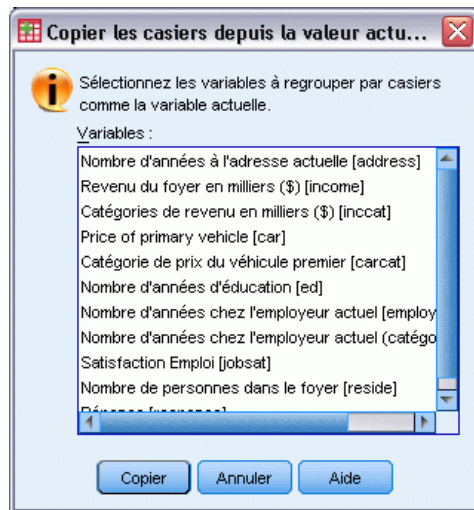 Copier les casiers depuis la valeur actu...
Sélectionnez les variables à regrouper par casiers
comme la variable actuelle.
Variables :
Nombre d'années à l'adresse actuelle [address]
Revenu du foyer en milliers ($) [income]
Catégories de revenu en milliers ($) [inccat]
Price of primary vehicle [car]
Catégorie de prix du véhicule premier [carcat]
Nombre d'années d'éducation [ed]
Nombre d'années chez l'employeur actuel [employ
Nombre d'années chez l'employeur actuel (catégo
Satisfaction Emploi [jobsat]
Nombre de personnes dans le foyer [reside]
Copier Annuler Aide